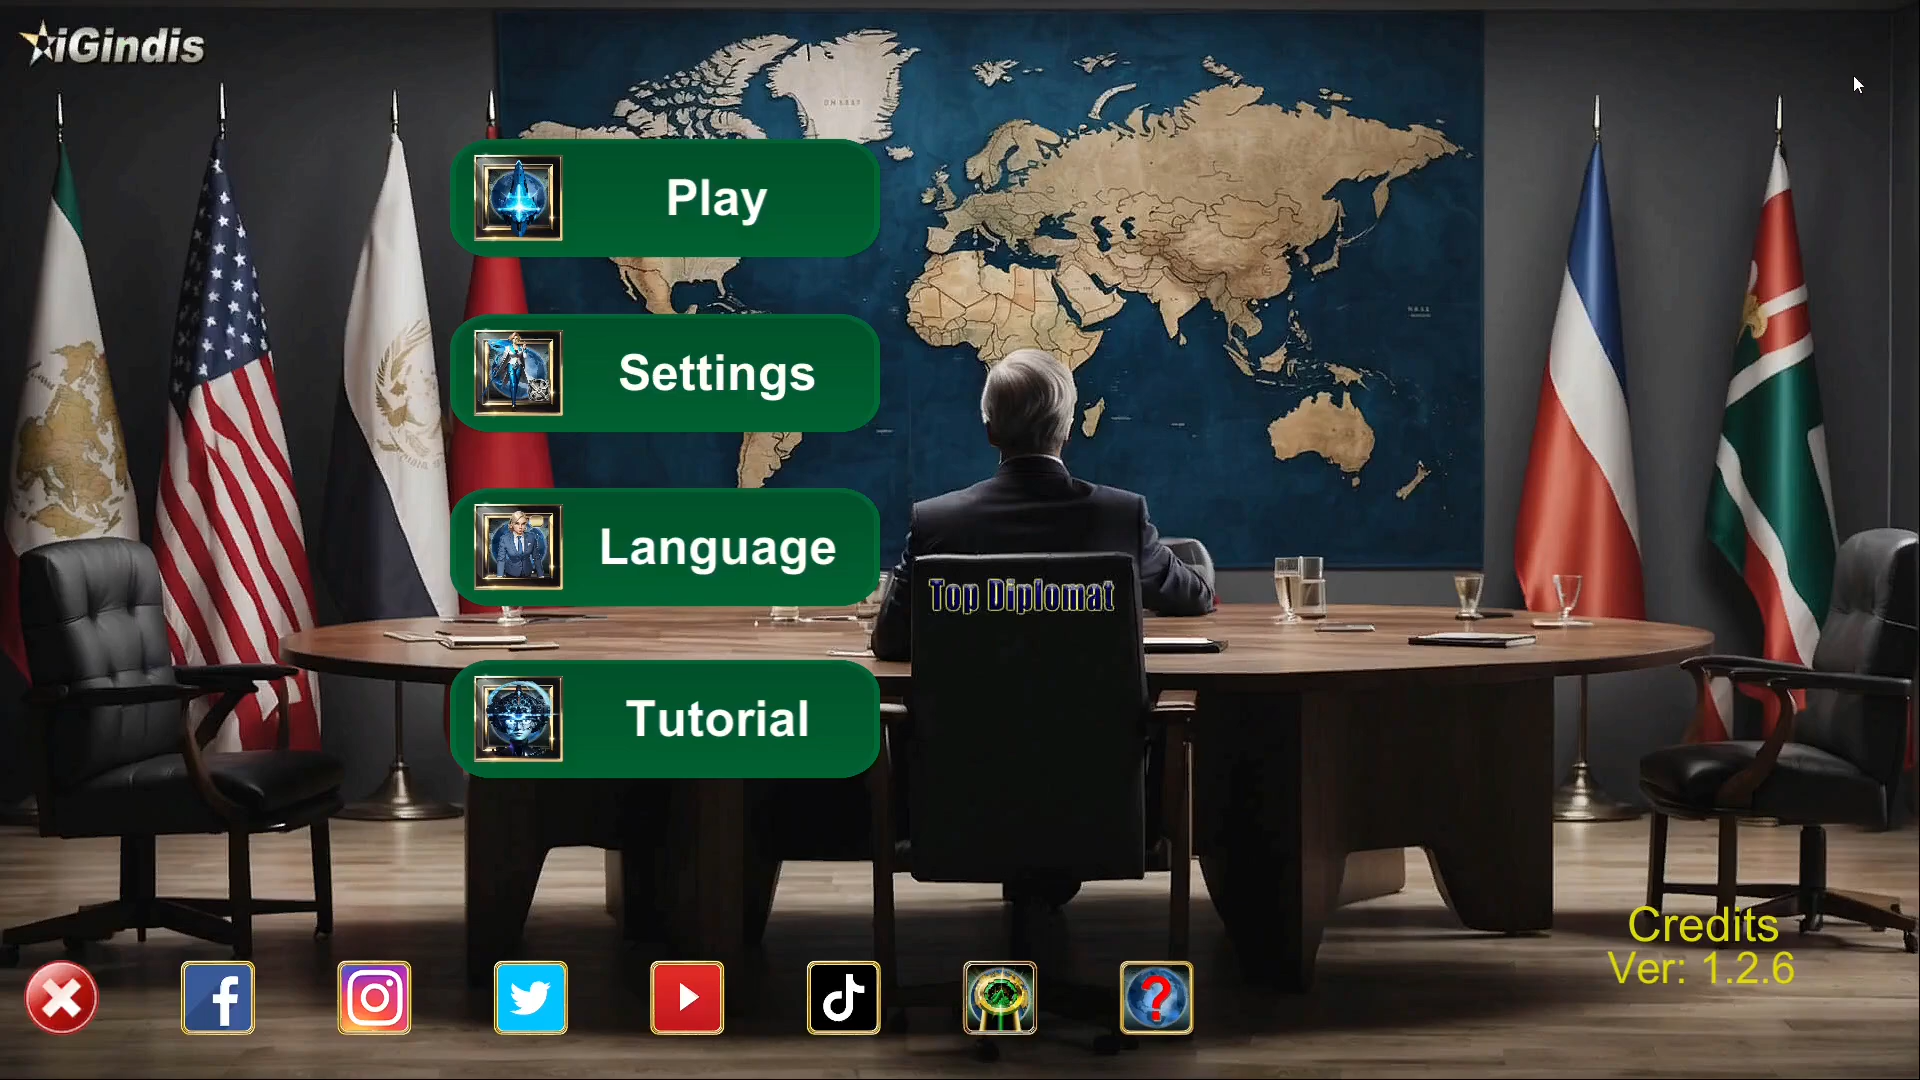 iGindis
Play
Settings
Language
Tutorial
Top Diplomat
Credits
Ver: 1.2.6